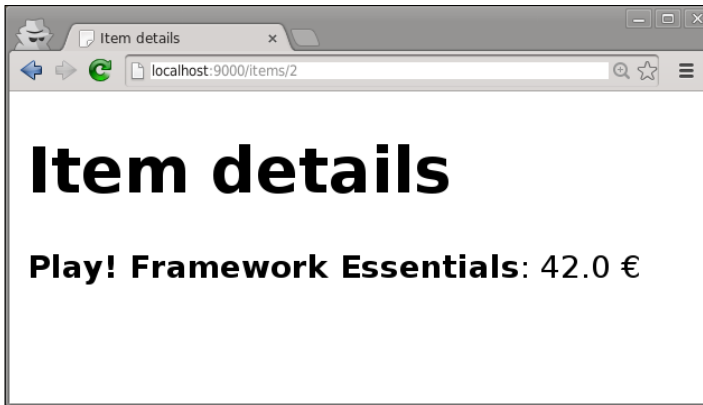 Item details
localhost:9000/items/2
Item details
Play! Framework Essentials: 42.0 €